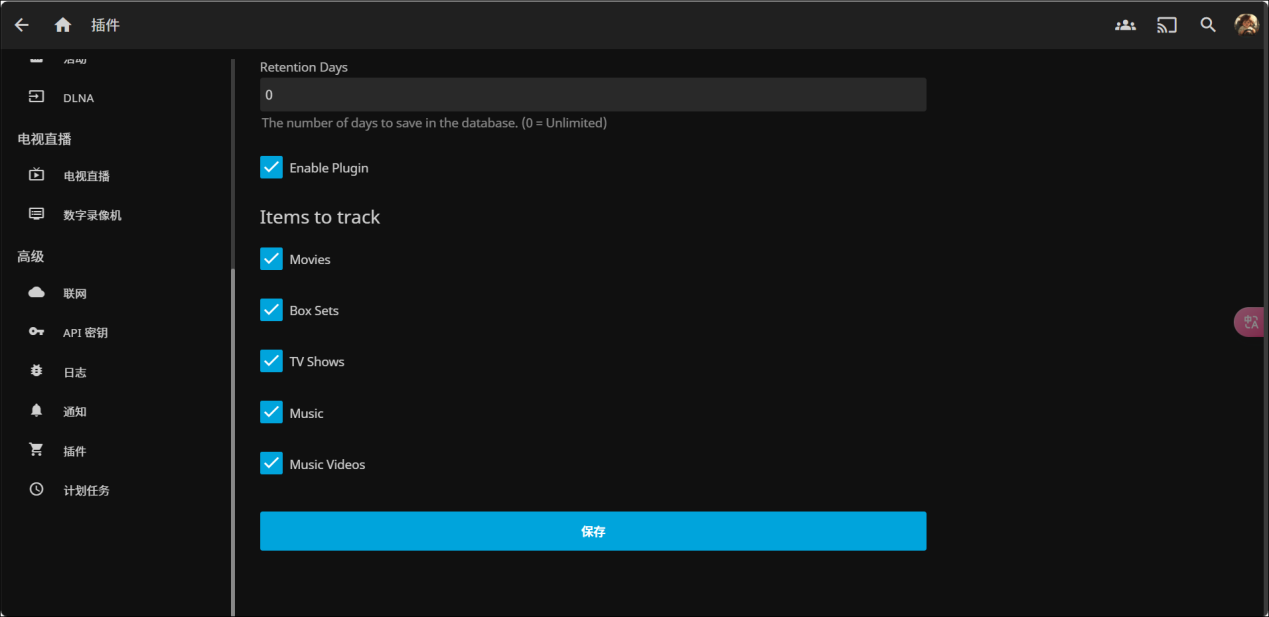 插件
活动
DLNA
电视直播
电视直播
数字录像机
高级
联网
API 密钥
日志
通知
插件
计划任务
Retention Days
0
The number of days to save in the database. (0 = Unlimited)
Enable Plugin
Items to track
Movies
Box Sets
TV Shows
Music
Music Videos
保存